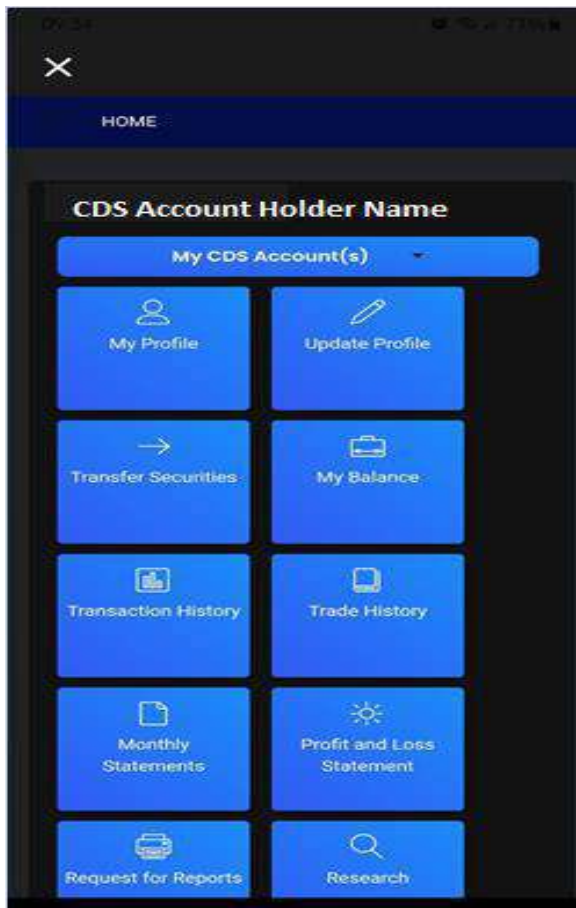 HOME
CDS Account Holder Name
My CDS Account(s)
My Profile
Update Profile
Transfer Securities
My Balance
Transaction History
Trade History
Monthly
Statements
Profit and Loss
Statement
Request for Reports
Research